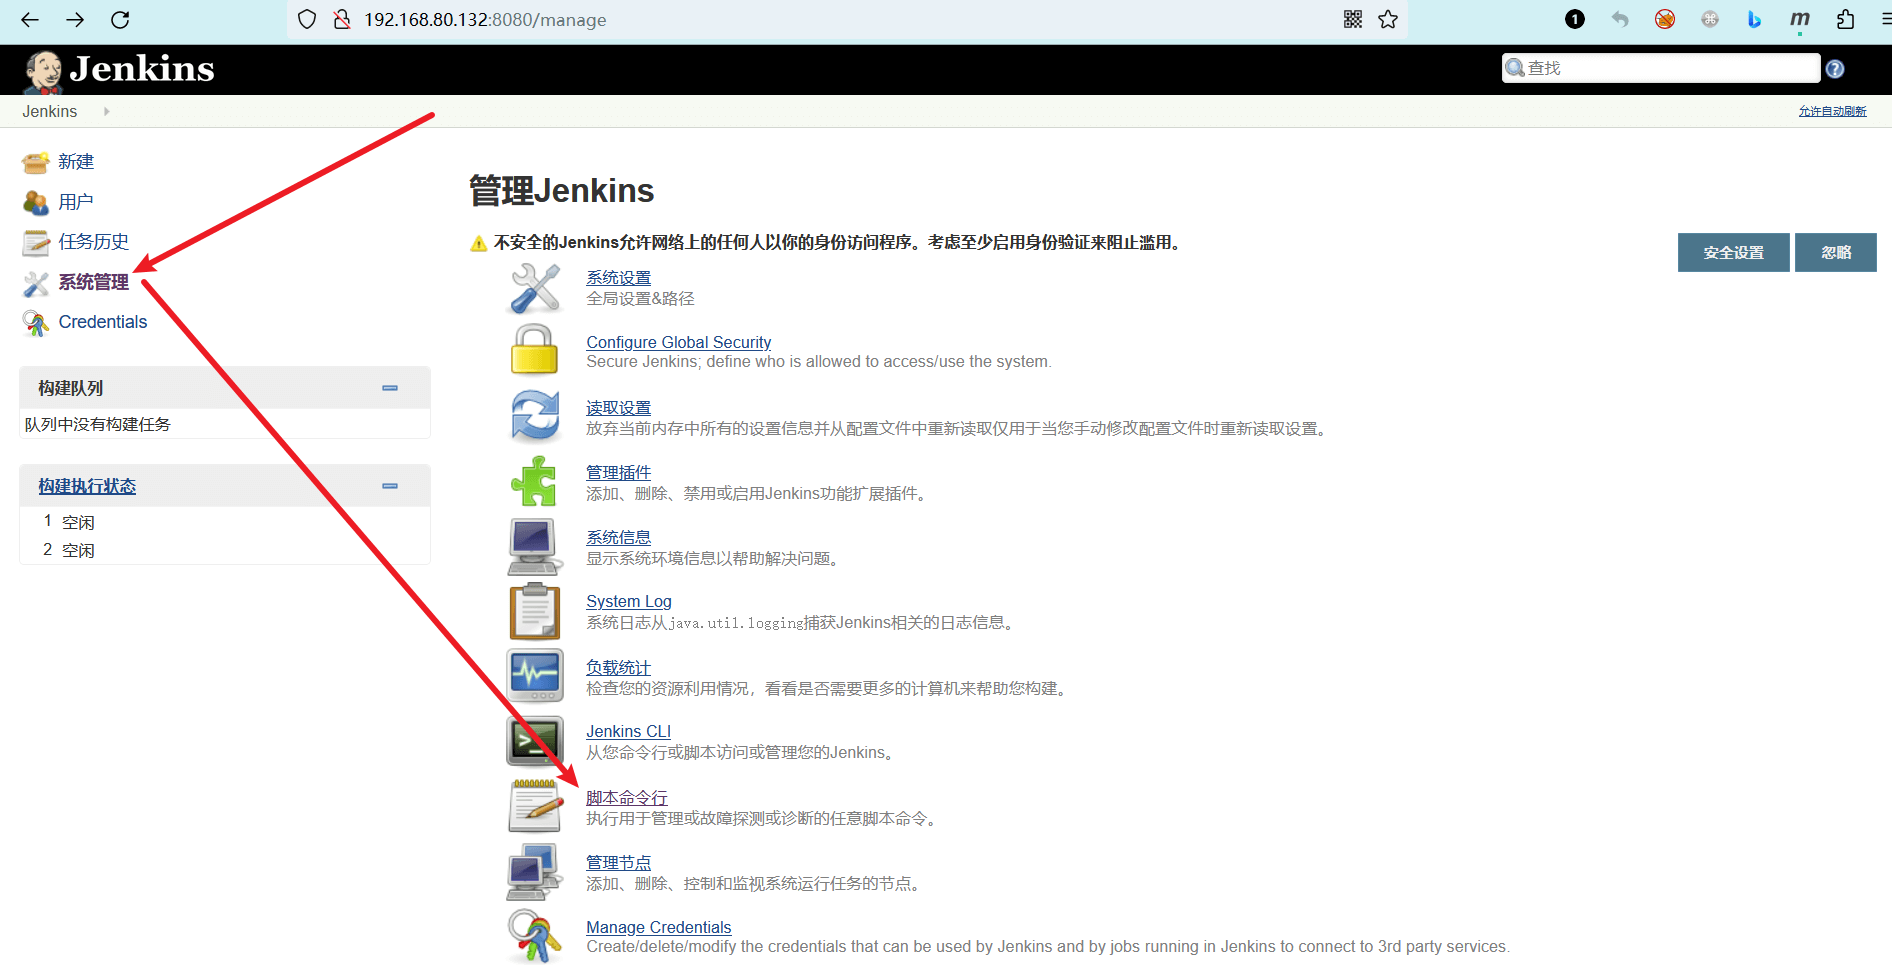 192.168.80.132:8080/manage
1
m
Jenkins
查找
Jenkins
允许自动刷新
新建
用户
任务历史
系统管理
Credentials
构建队列
队列中没有构建任务
构建执行状态
1 空闲
2 空闲
管理Jenkins
不安全的Jenkins允许网络上的任何人以你的身份访问程序。考虑至少启用身份验证来阻止滥用。
安全设置
忽略
系统设置
全局设置&路径
Configure Global Security
Secure Jenkins; define who is allowed to access/use the system.
读取设置
放弃当前内存中所有的设置信息并从配置文件中重新读取仅用于当您手动修改配置文件时重新读取设置。
管理插件
添加、删除、禁用或启用Jenkins功能扩展插件。
系统信息
显示系统环境信息以帮助解决问题。
System Log
系统日志从java.util.logging捕获Jenkins相关的日志信息。
负载统计
检查您的资源利用情况，看看是否需要更多的计算机来帮助您构建。
Jenkins CLI
从您命令行或脚本访问或管理您的Jenkins。
脚本命令行
执行用于管理或故障探测或诊断的任意脚本命令。
管理节点
添加、删除、控制和监视系统运行任务的节点。
Manage Credentials
Create/delete/modify the credentials that can be used by Jenkins and by jobs running in Jenkins to connect to 3rd party services.